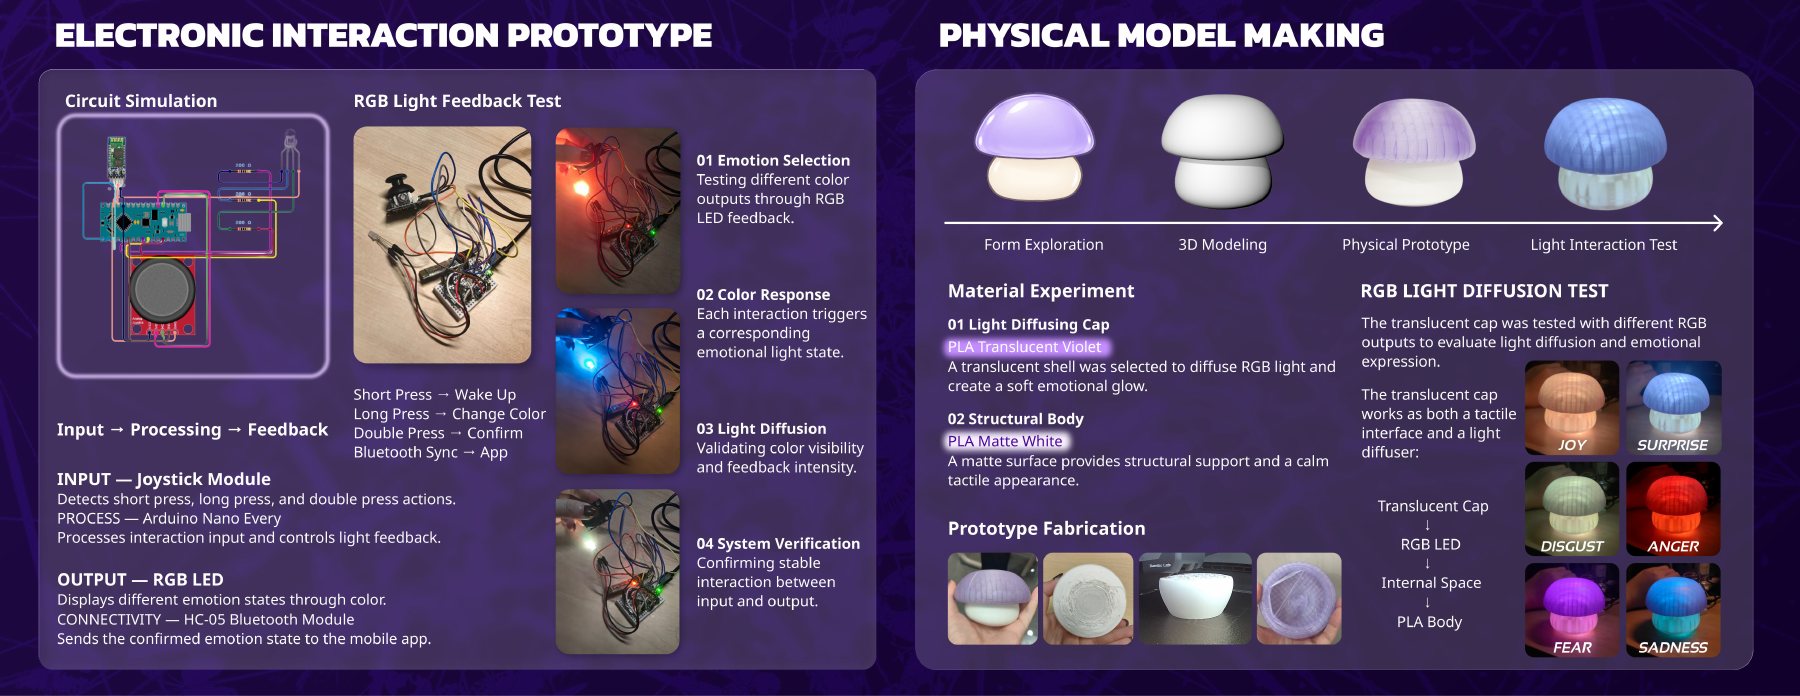 ELECTRONIC INTERACTION PROTOTYPE
Circuit Simulation
RGB Light Feedback Test
Input → Processing → Feedback
Short Press → Wake Up
Long Press → Change Color
Double Press → Confirm
Bluetooth Sync → App
INPUT — Joystick Module
Detects short press, long press, and double press actions.
PROCESS — Arduino Nano Every
Processes interaction input and controls light feedback.
OUTPUT — RGB LED
Displays different emotion states through color.
CONNECTIVITY — HC-05 Bluetooth Module
Sends the confirmed emotion state to the mobile app.
01 Emotion Selection
Testing different color
outputs through RGB
LED feedback.
02 Color Response
Each interaction triggers
a corresponding
emotional light state.
03 Light Diffusion
Validating color visibility
and feedback intensity.
04 System Verification
Confirming stable
interaction between
input and output.
PHYSICAL MODEL MAKING
Form Exploration
3D Modeling
Physical Prototype
Light Interaction Test
Material Experiment
01 Light Diffusing Cap
PLA Translucent Violet
A translucent shell was selected to diffuse RGB light and
create a soft emotional glow.
02 Structural Body
PLA Matte White
A matte surface provides structural support and a calm
tactile appearance.
Prototype Fabrication
RGB LIGHT DIFFUSION TEST
The translucent cap was tested with different RGB
outputs to evaluate light diffusion and emotional
expression.
The translucent cap
works as both a tactile
interface and a light
diffuser:
Translucent Cap
↓
RGB LED
↓
Internal Space
↓
PLA Body
JOY
SURPRISE
DISGUST
ANGER
FEAR
SADNESS